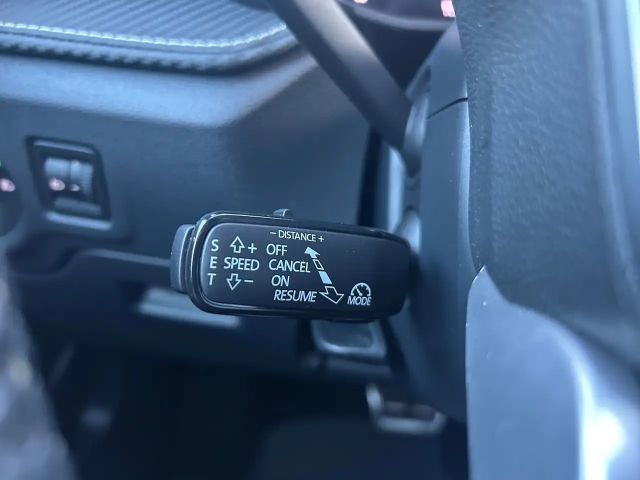 − DISTANCE +
S + OFF
E SPEED CANCEL
T − ON
RESUME MODE